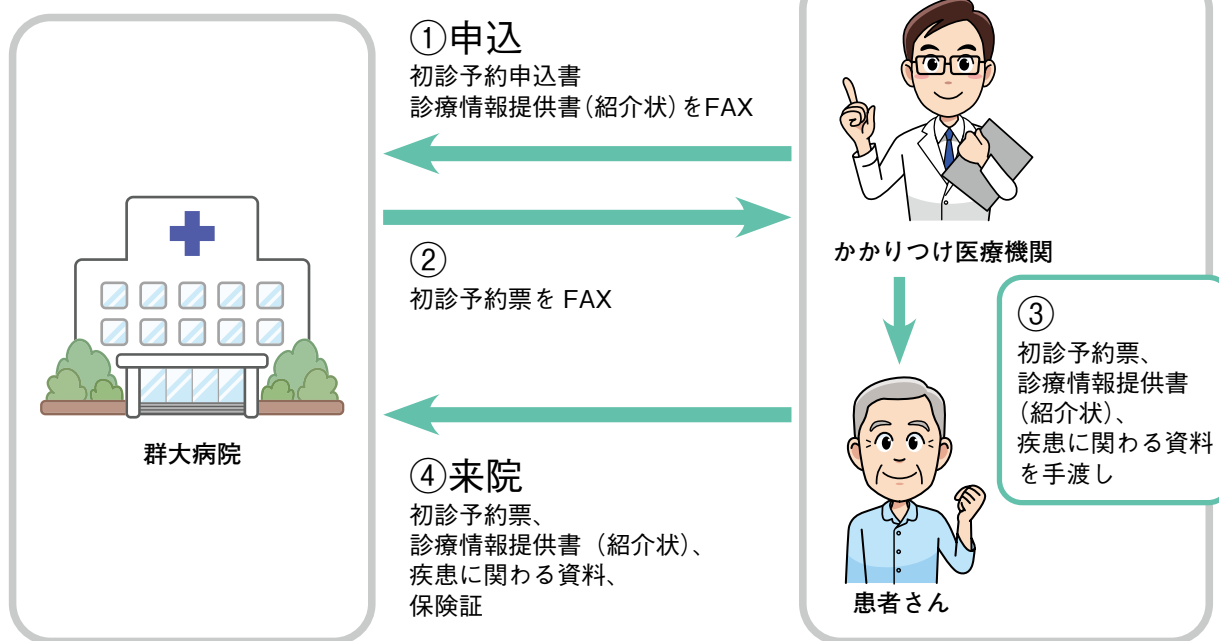 ①申込
初診予約申込書
診療情報提供書(紹介状)をFAX
②
初診予約票を FAX
かかりつけ医療機関
③
初診予約票、
診療情報提供書
(紹介状)、
疾患に関わる資料
を手渡し
群大病院
④来院
初診予約票、
診療情報提供書(紹介状)、
疾患に関わる資料、
保険証
患者さん